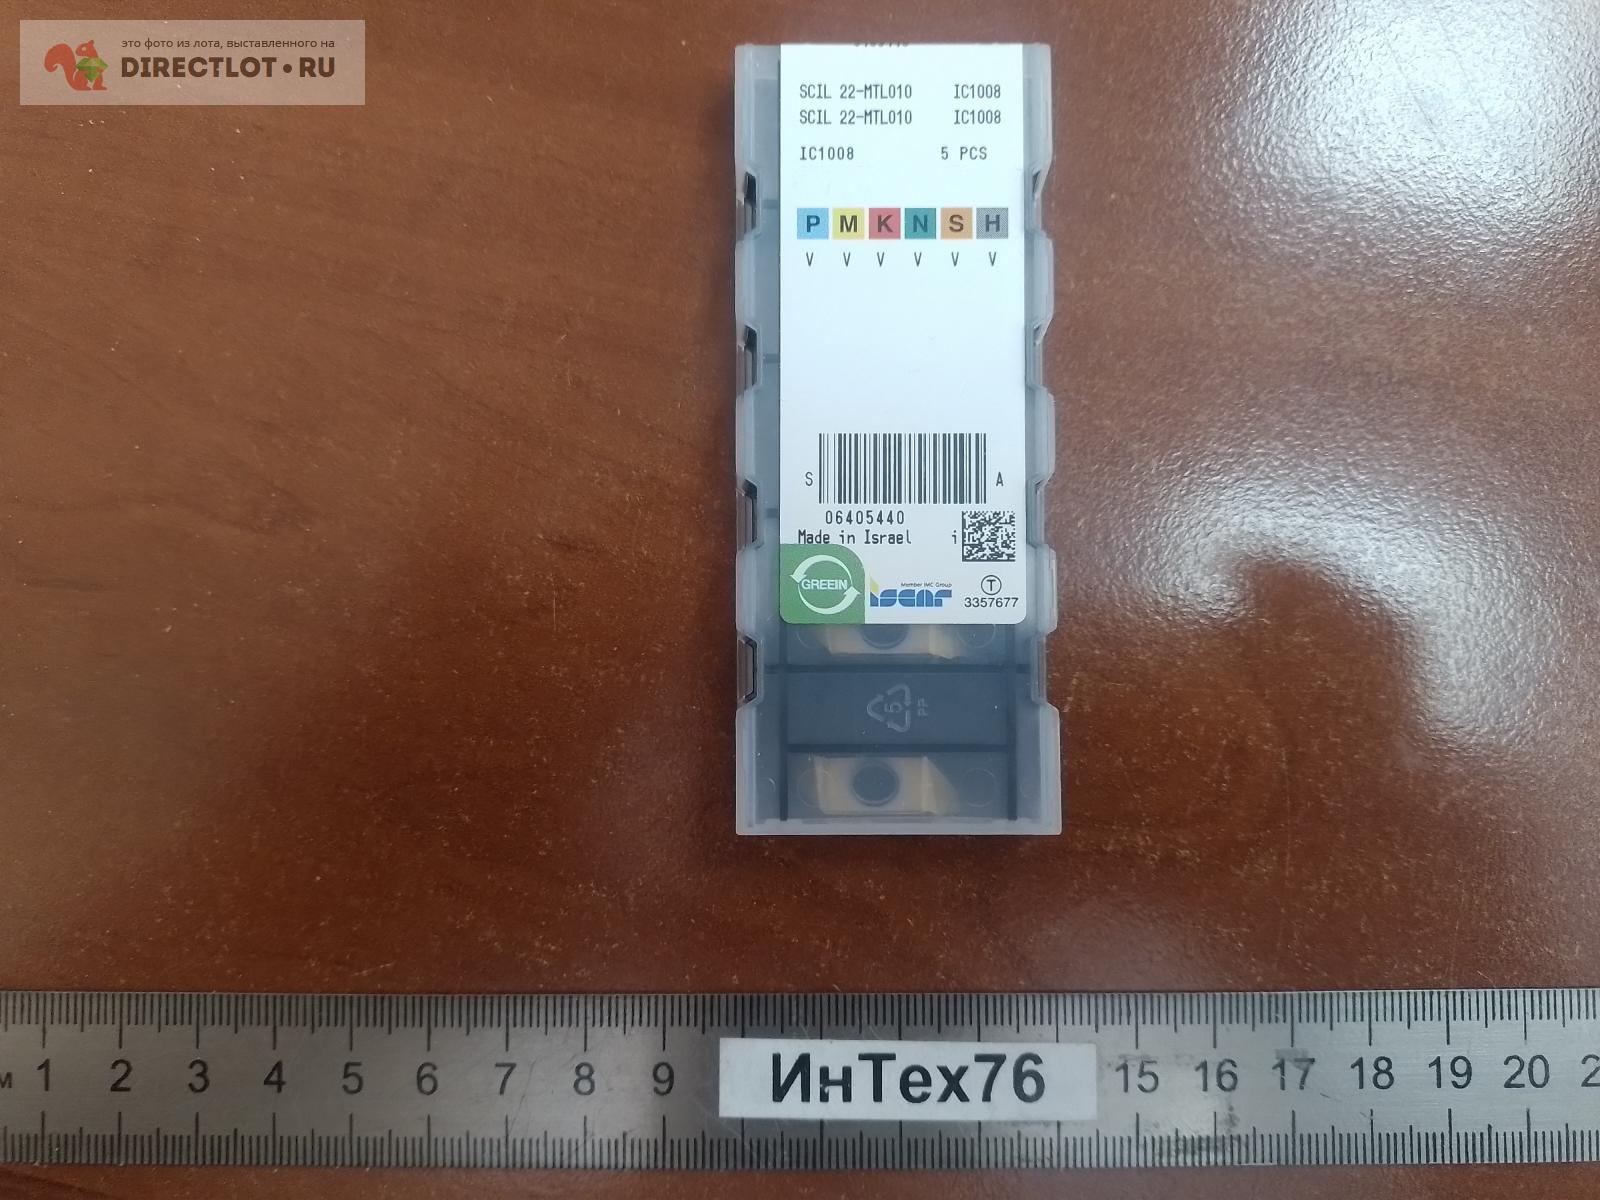 это фото из лота, выставленного на
DIRECTLOT•RU
SCIL 22-MTL010 IC1008
SCIL 22-MTL010 IC1008
IC1008 5 PCS
P M K N S H
V V V V V V
S A
06405440
Made in Israel i
GREEIN
Member IMC Group
iscar
T
3357677
5
PP
м 1 2 3 4 5 6 7 8 9 15 16 17 18 19 20 2
ИнТех76